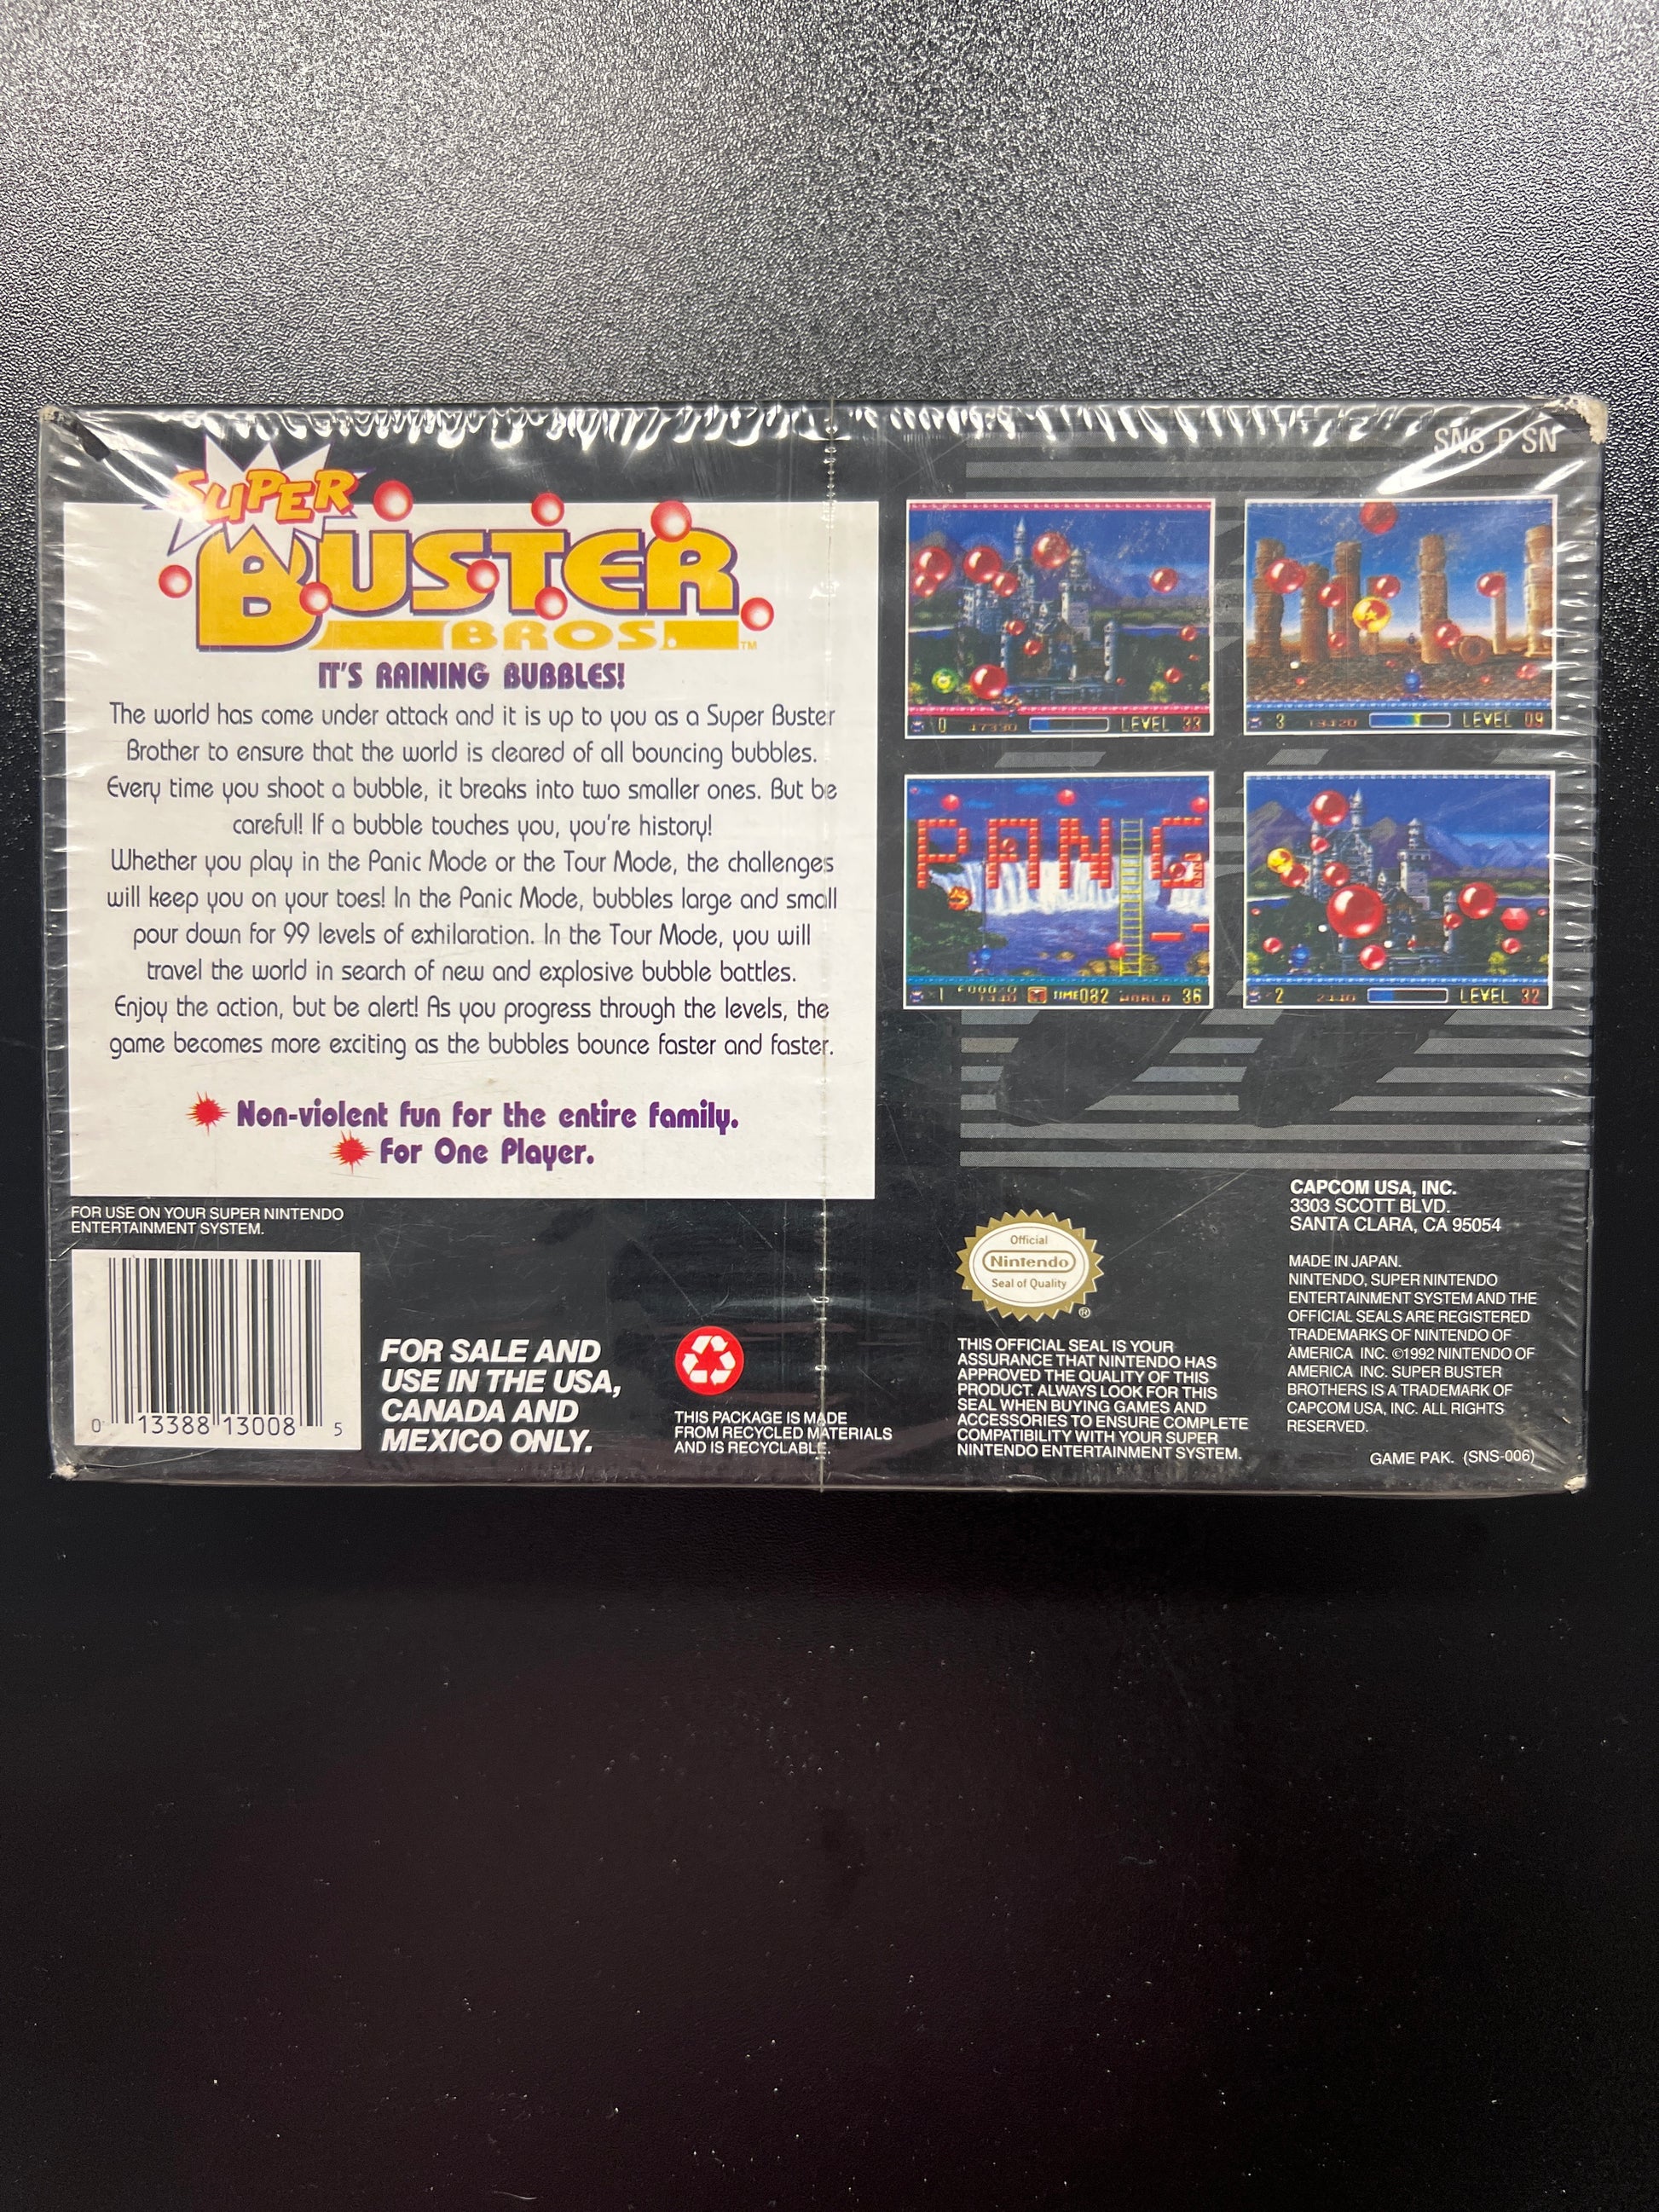 SNS P SN
SUPER
BUSTER
BROS. TM
IT'S RAINING BUBBLES!
The world has come under attack and it is up to you as a Super Buster
Brother to ensure that the world is cleared of all bouncing bubbles.
Every time you shoot a bubble, it breaks into two smaller ones. But be
careful! If a bubble touches you, you're history!
Whether you play in the Panic Mode or the Tour Mode, the challenges
will keep you on your toes! In the Panic Mode, bubbles large and small
pour down for 99 levels of exhilaration. In the Tour Mode, you will
travel the world in search of new and explosive bubble battles.
Enjoy the action, but be alert! As you progress through the levels, the
game becomes more exciting as the bubbles bounce faster and faster.
Non-violent fun for the entire family.
For One Player.
0 47330 LEVEL 33
3 13420 LEVEL 09
PANG
1 TIME 082 WORLD 36
2 2440 LEVEL 32
FOR USE ON YOUR SUPER NINTENDO
ENTERTAINMENT SYSTEM.
0 13388 13008 5
FOR SALE AND
USE IN THE USA,
CANADA AND
MEXICO ONLY.
THIS PACKAGE IS MADE
FROM RECYCLED MATERIALS
AND IS RECYCLABLE.
Official
Nintendo
Seal of Quality
®
THIS OFFICIAL SEAL IS YOUR
ASSURANCE THAT NINTENDO HAS
APPROVED THE QUALITY OF THIS
PRODUCT. ALWAYS LOOK FOR THIS
SEAL WHEN BUYING GAMES AND
ACCESSORIES TO ENSURE COMPLETE
COMPATIBILITY WITH YOUR SUPER
NINTENDO ENTERTAINMENT SYSTEM.
CAPCOM USA, INC.
3303 SCOTT BLVD.
SANTA CLARA, CA 95054
MADE IN JAPAN.
NINTENDO, SUPER NINTENDO
ENTERTAINMENT SYSTEM AND THE
OFFICIAL SEALS ARE REGISTERED
TRADEMARKS OF NINTENDO OF
AMERICA INC. ©1992 NINTENDO OF
AMERICA INC. SUPER BUSTER
BROTHERS IS A TRADEMARK OF
CAPCOM USA, INC. ALL RIGHTS
RESERVED.
GAME PAK. (SNS-006)